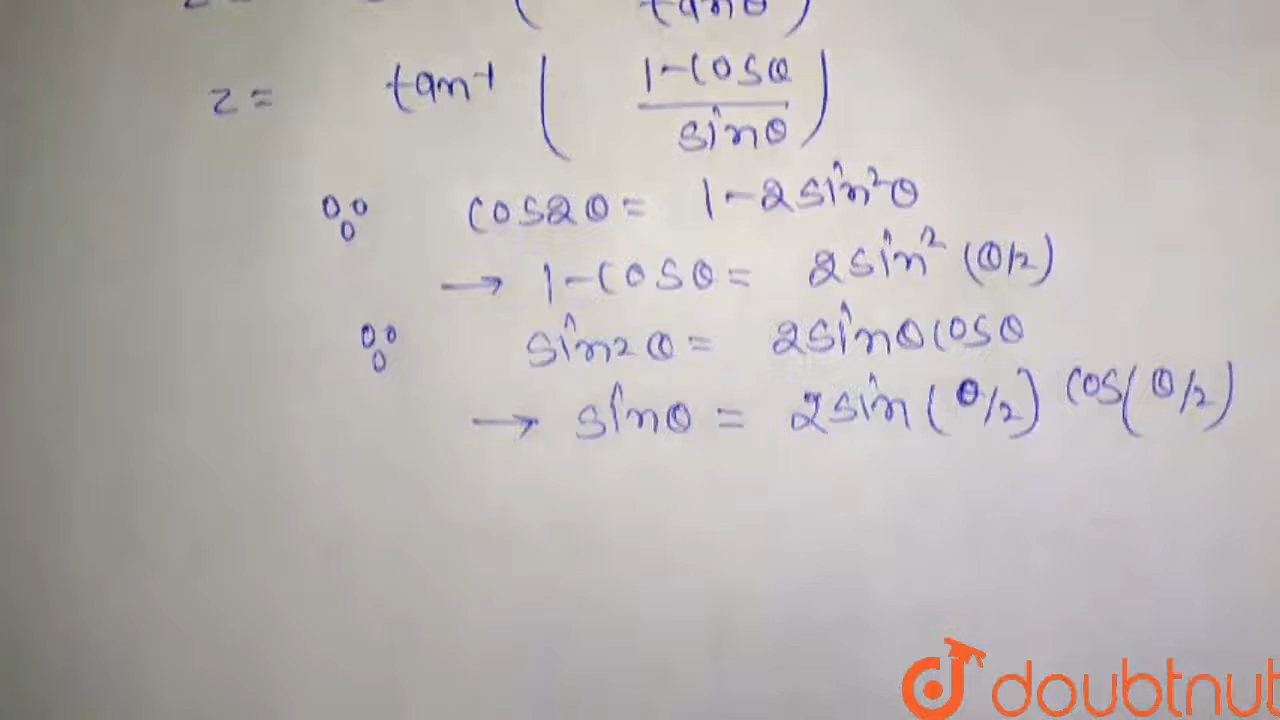 tanθ )
z = tan⁻¹ ( 1-cosθ / sinθ )
∵ cos2θ = 1-2sin²θ
→ 1-cosθ = 2sin² (θ/2)
∵ sin2θ = 2sinθcosθ
→ sinθ = 2sin(θ/2) cos(θ/2)
doubtnut